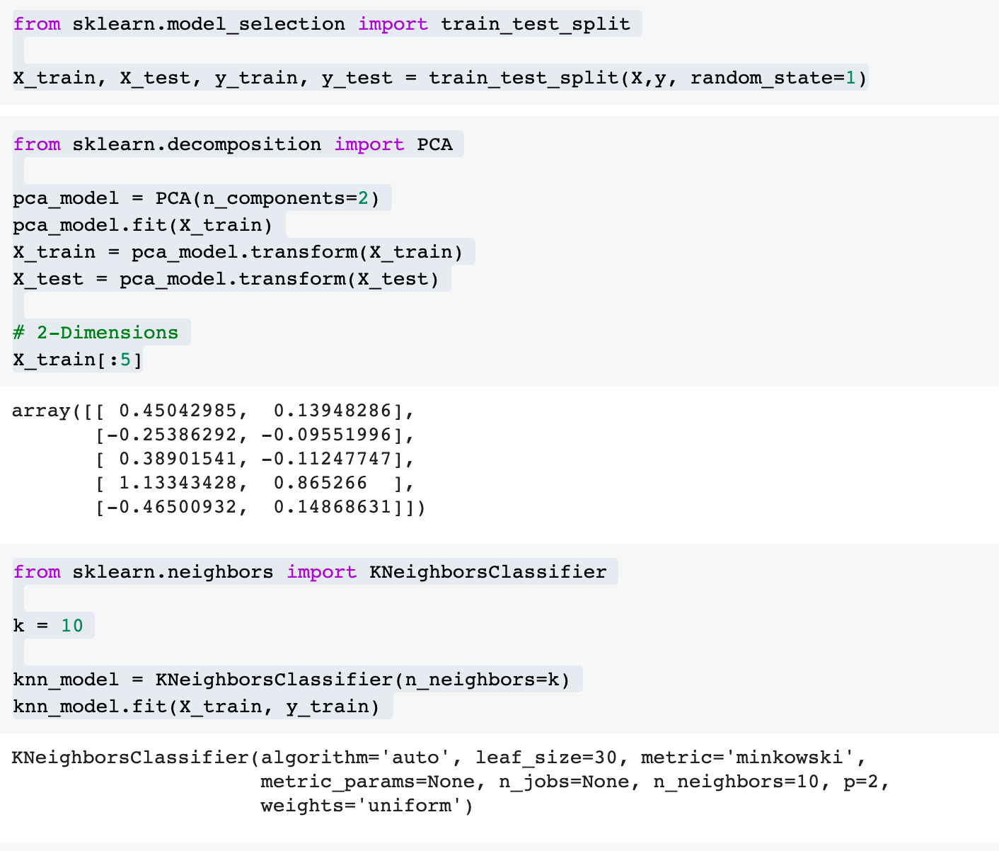 from sklearn.model_selection import train_test_split
X_train, X_test, y_train, y_test = train_test_split(X,y, random_state=1)
from sklearn.decomposition import PCA
pca_model = PCA(n_components=2)
pca_model.fit(X_train)
X_train = pca_model.transform(X_train)
X_test = pca_model.transform(X_test)
# 2-Dimensions
X_train[:5]
array([[ 0.45042985,  0.13948286],
       [-0.25386292, -0.09551996],
       [ 0.38901541, -0.11247747],
       [ 1.13343428,  0.865266  ],
       [-0.46500932,  0.14868631]])
from sklearn.neighbors import KNeighborsClassifier
k = 10
knn_model = KNeighborsClassifier(n_neighbors=k)
knn_model.fit(X_train, y_train)
KNeighborsClassifier(algorithm='auto', leaf_size=30, metric='minkowski',
                     metric_params=None, n_jobs=None, n_neighbors=10, p=2,
                     weights='uniform')